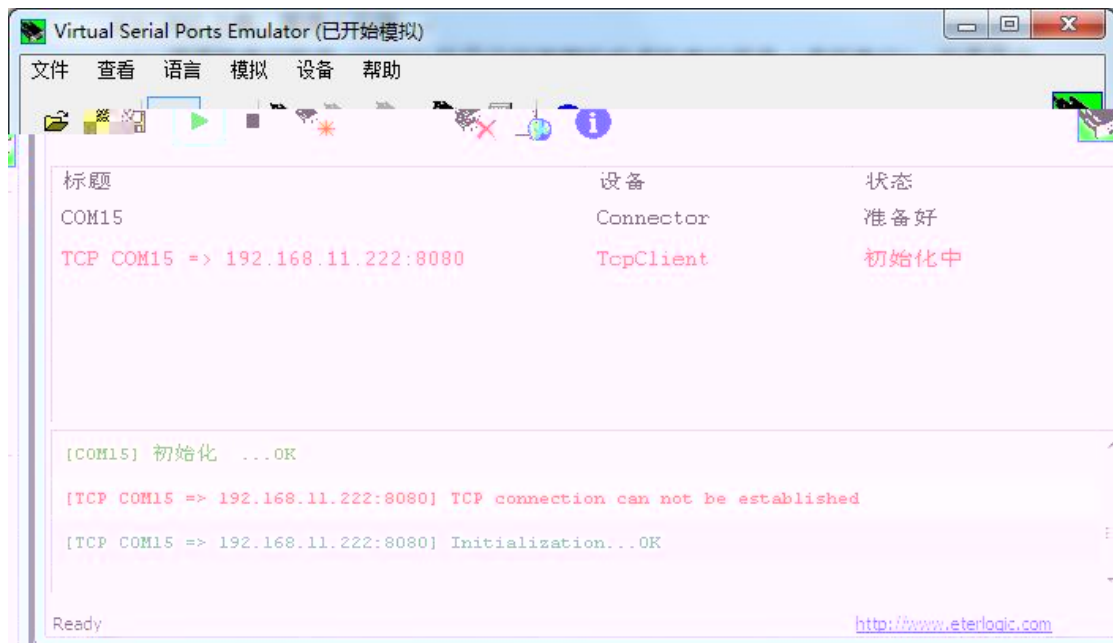 Virtual Serial Ports Emulator (已开始模拟)
文件 查看 语言 模拟 设备 帮助
标题 设备 状态
COM15 Connector 准备好
TCP COM15 => 192.168.11.222:8080 TcpClient 初始化中
[COM15] 初始化 ...OK
[TCP COM15 => 192.168.11.222:8080] TCP connection can not be established
[TCP COM15 => 192.168.11.222:8080] Initialization...OK
Ready http://www.eterlogic.com